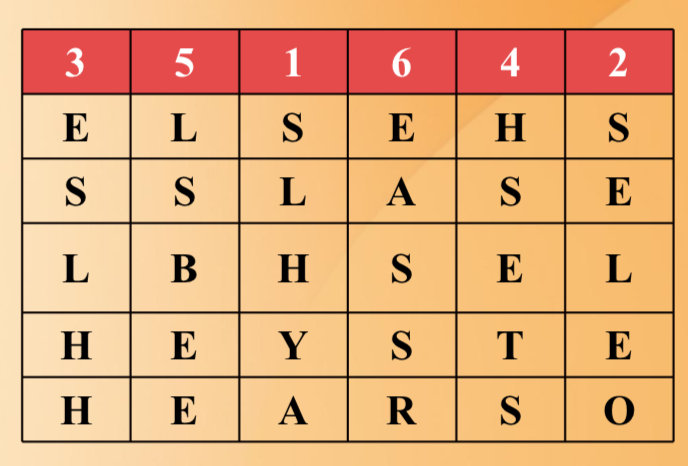 3 5 1 6 4 2
E L S E H S
S S L A S E
L B H S E L
H E Y S T E
H E A R S O